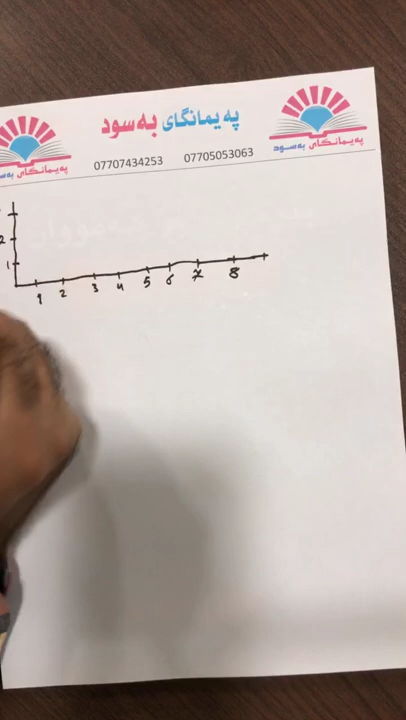 پەیمانگای بەسود
07707434253 07705053063
پەیمانگای بەسود
پەیمانگای بەسود
2
1
1 2 3 4 5 6 7 8